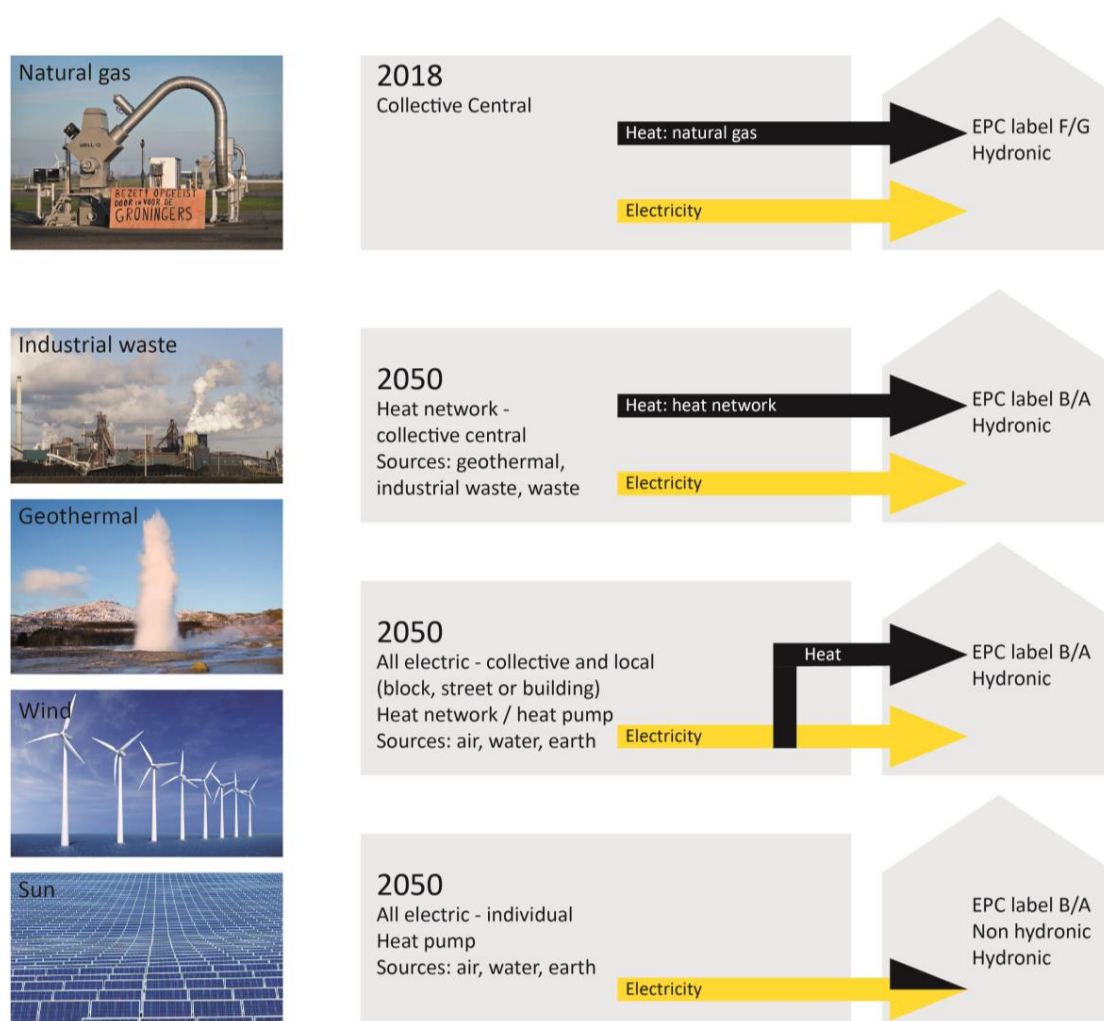 Natural gas
WELL-12
BEZET! OPGEEIST
DOOR IN VOOR DE
GRONINGERS
2018
Collective Central
Heat: natural gas
Electricity
EPC label F/G
Hydronic
Industrial waste
Geothermal
2050
Heat network -
collective central
Sources: geothermal,
industrial waste, waste
Heat: heat network
Electricity
EPC label B/A
Hydronic
Wind
2050
All electric - collective and local
(block, street or building)
Heat network / heat pump
Sources: air, water, earth
Heat
Electricity
EPC label B/A
Hydronic
Sun
2050
All electric - individual
Heat pump
Sources: air, water, earth
Electricity
EPC label B/A
Non hydronic
Hydronic